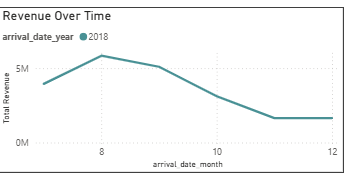 Revenue Over Time
arrival_date_year 2018
Total Revenue
5M
0M
8 10 12
arrival_date_month